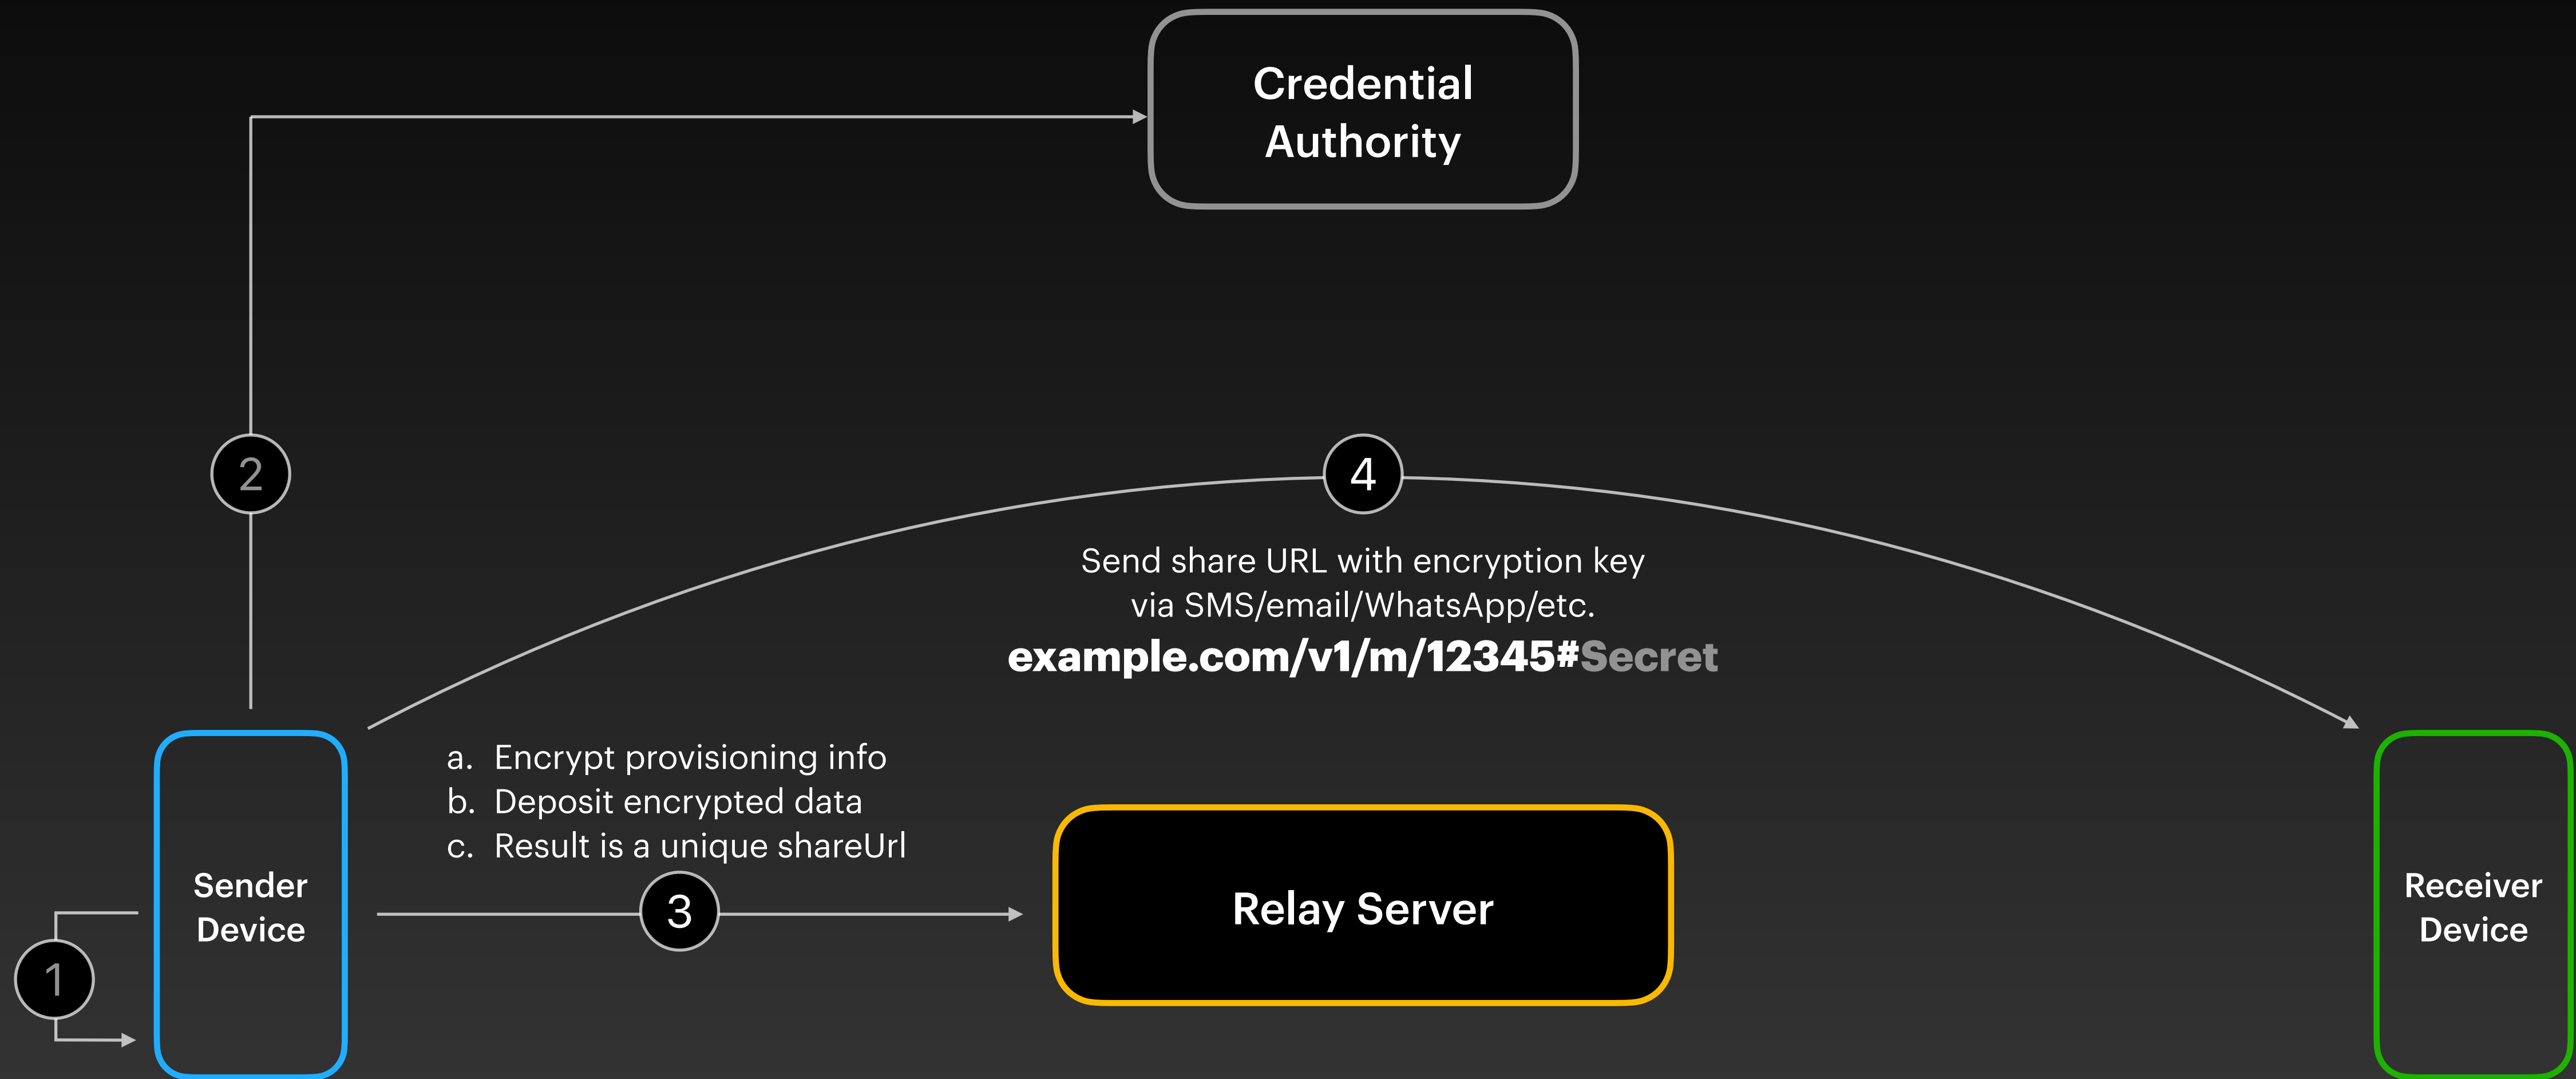 Credential
Authority
2
4
Send share URL with encryption key
via SMS/email/WhatsApp/etc.
example.com/v1/m/12345#Secret
a. Encrypt provisioning info
b. Deposit encrypted data
c. Result is a unique shareUrl
Sender
Device
3
Relay Server
Receiver
Device
1